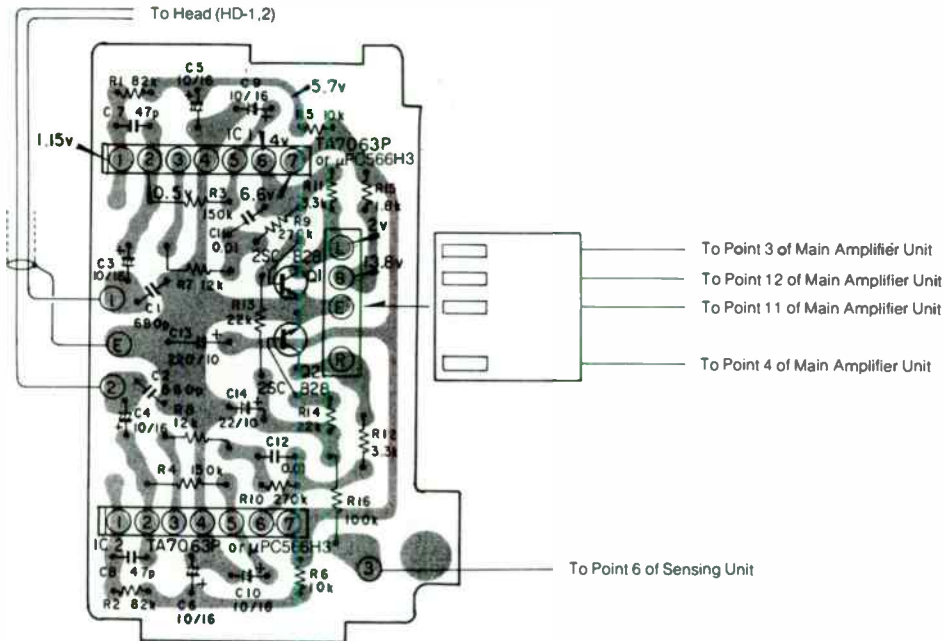 To Head (HD-1,2)
R1 82k
C5
10/16
C9
10/16
5.7v
C7 47p
R5 10k
1.15v
IC1
.4v
TA7063P
or µPC566H3
1 2 3 4 5 6 7
0.5v R3
150k
6.6v
R11
3.3k
R15
1.8k
0.01
R9
270k
2v
L
2SC 828
Q1
13.8v
B
C3
10/16
R7 12k
1
C1
680p
R13
22k
E
E
C13
220/10
2
C2
680p
Q2
2SC 828
R
C4
10/16
R8
12k
C14
22/10
R14
22k
R12
3.3k
C12
0.01
R4 150k
R10 270k
R16
100k
1 2 3 4 5 6 7
IC 2 TA7063P or µPC566H3
C8 47p
R2 82k
C6
10/16
C10
10/16
R6
10k
3
To Point 3 of Main Amplifier Unit
To Point 12 of Main Amplifier Unit
To Point 11 of Main Amplifier Unit
To Point 4 of Main Amplifier Unit
To Point 6 of Sensing Unit